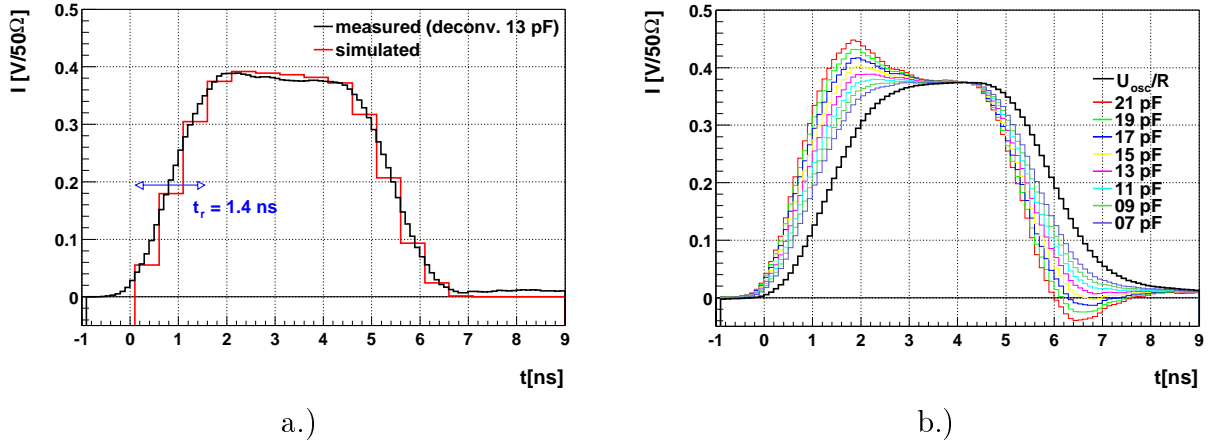 I [V/50Ω]
0.5
0.4
0.3
0.2
0.1
0
measured (deconv. 13 pF)
simulated
t_r = 1.4 ns
-1 0 1 2 3 4 5 6 7 8 9
t[ns]
a.)
I [V/50Ω]
0.5
0.4
0.3
0.2
0.1
0
U_osc/R
21 pF
19 pF
17 pF
15 pF
13 pF
11 pF
09 pF
07 pF
-1 0 1 2 3 4 5 6 7 8 9
t[ns]
b.)